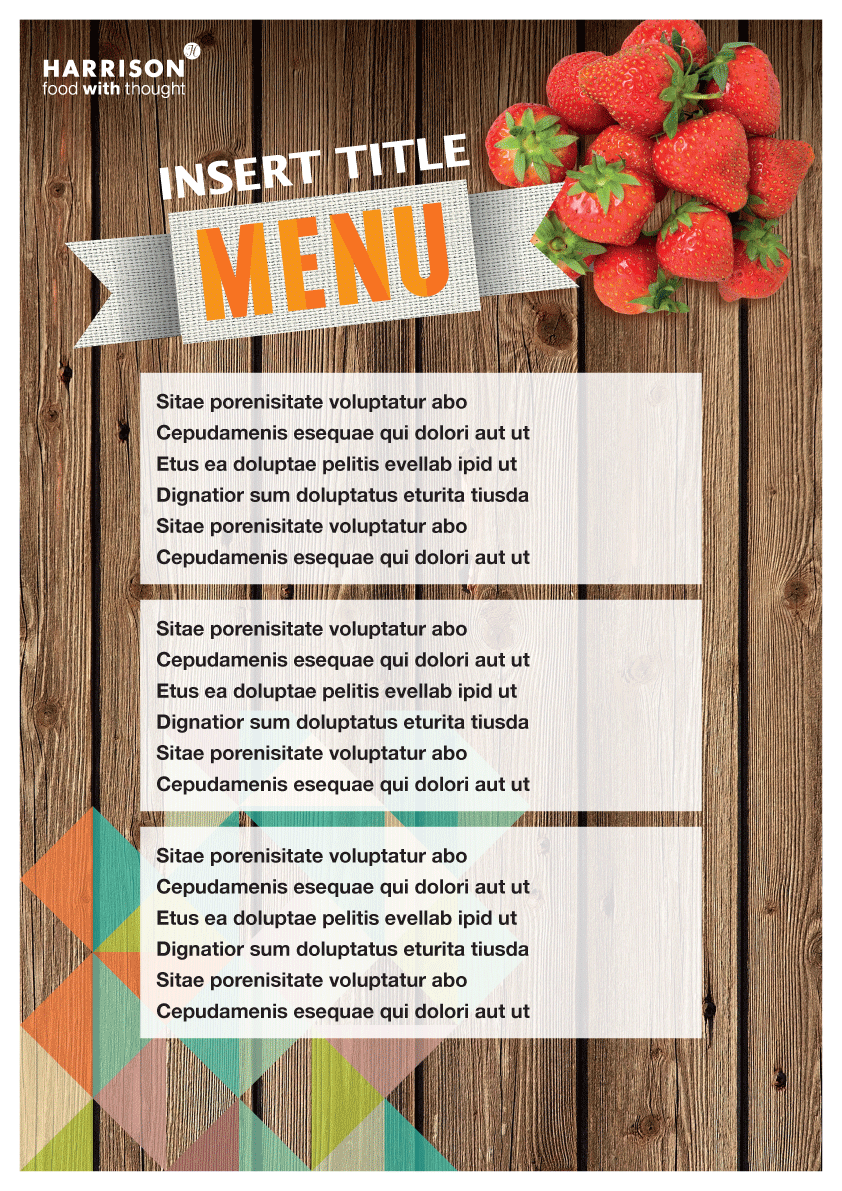 HARRISON
food with thought
INSERT TITLE
MENU
Sitae porenisitate voluptatur abo
Cepudamenis esequae qui dolori aut ut
Etus ea doluptae pelitis evellab ipid ut
Dignatior sum doluptatus eturita tiusda
Sitae porenisitate voluptatur abo
Cepudamenis esequae qui dolori aut ut
Sitae porenisitate voluptatur abo
Cepudamenis esequae qui dolori aut ut
Etus ea doluptae pelitis evellab ipid ut
Dignatior sum doluptatus eturita tiusda
Sitae porenisitate voluptatur abo
Cepudamenis esequae qui dolori aut ut
Sitae porenisitate voluptatur abo
Cepudamenis esequae qui dolori aut ut
Etus ea doluptae pelitis evellab ipid ut
Dignatior sum doluptatus eturita tiusda
Sitae porenisitate voluptatur abo
Cepudamenis esequae qui dolori aut ut